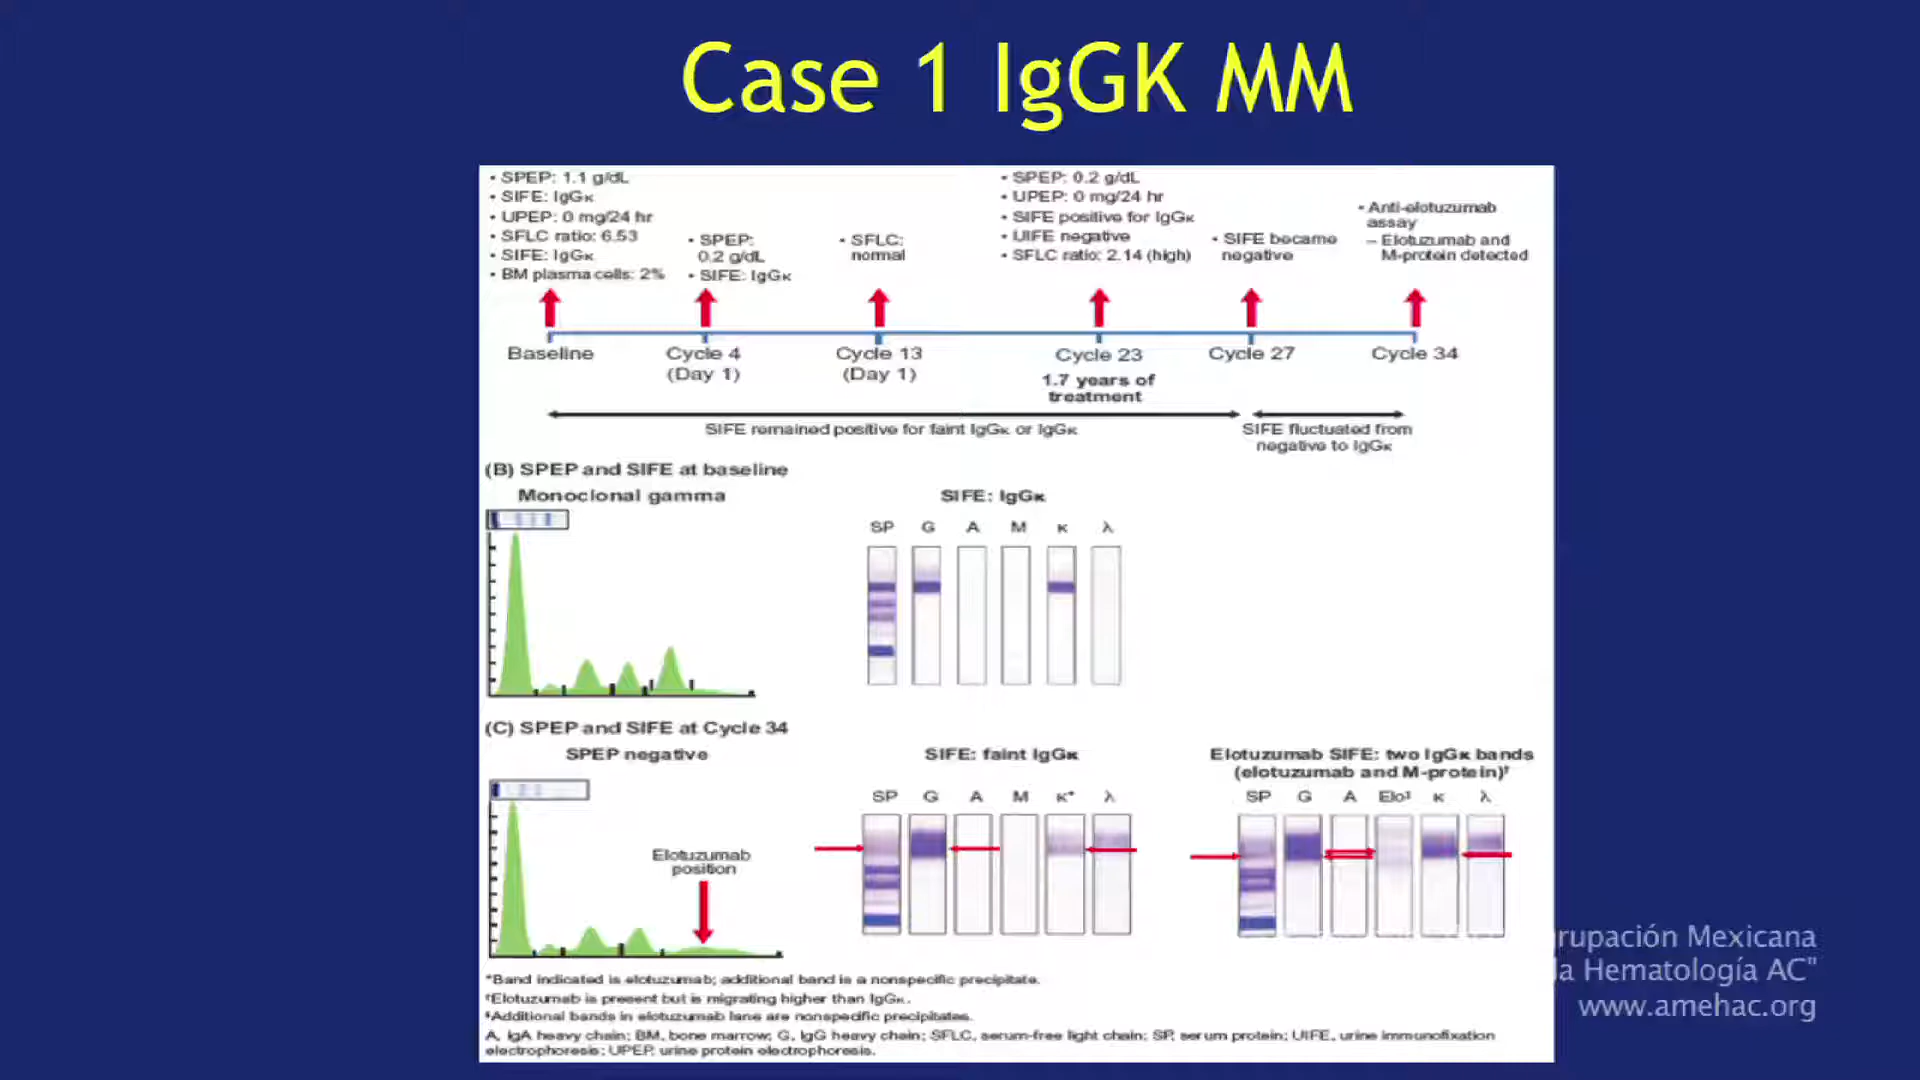 Case 1 IgGK MM
• SPEP: 1.1 g/dL
• SIFE: IgGκ
• UPEP: 0 mg/24 hr
• SFLC ratio: 6.53
• SIFE: IgGκ
• BM plasma cells: 2%
• SPEP:
0.2 g/dL
• SIFE: IgGκ
• SFLC:
normal
• SPEP: 0.2 g/dL
• UPEP: 0 mg/24 hr
• SIFE positive for IgGκ
• UIFE negative
• SFLC ratio: 2.14 (high)
• SIFE became
negative
• Anti-elotuzumab
assay
– Elotuzumab and
M-protein detected
Baseline
Cycle 4
(Day 1)
Cycle 13
(Day 1)
Cycle 23
1.7 years of
treatment
Cycle 27
Cycle 34
SIFE remained positive for faint IgGκ or IgGκ
SIFE fluctuated from
negative to IgGκ
(B) SPEP and SIFE at baseline
Monoclonal gamma
SIFE: IgGκ
SP G A M κ λ
(C) SPEP and SIFE at Cycle 34
SPEP negative
Elotuzumab
position
SIFE: faint IgGκ
SP G A M κ* λ
Elotuzumab SIFE: two IgGκ bands
(elotuzumab and M-protein)†
SP G A Elo‡ κ λ
*Band indicated is elotuzumab; additional band is a nonspecific precipitate.
†Elotuzumab is present but is migrating higher than IgGκ.
‡Additional bands in elotuzumab lane are nonspecific precipitates.
A, IgA heavy chain; BM, bone marrow; G, IgG heavy chain; SFLC, serum-free light chain; SP, serum protein; UIFE, urine immunofixation
electrophoresis; UPEP, urine protein electrophoresis.
rupación Mexicana
la Hematología AC"
www.amehac.org